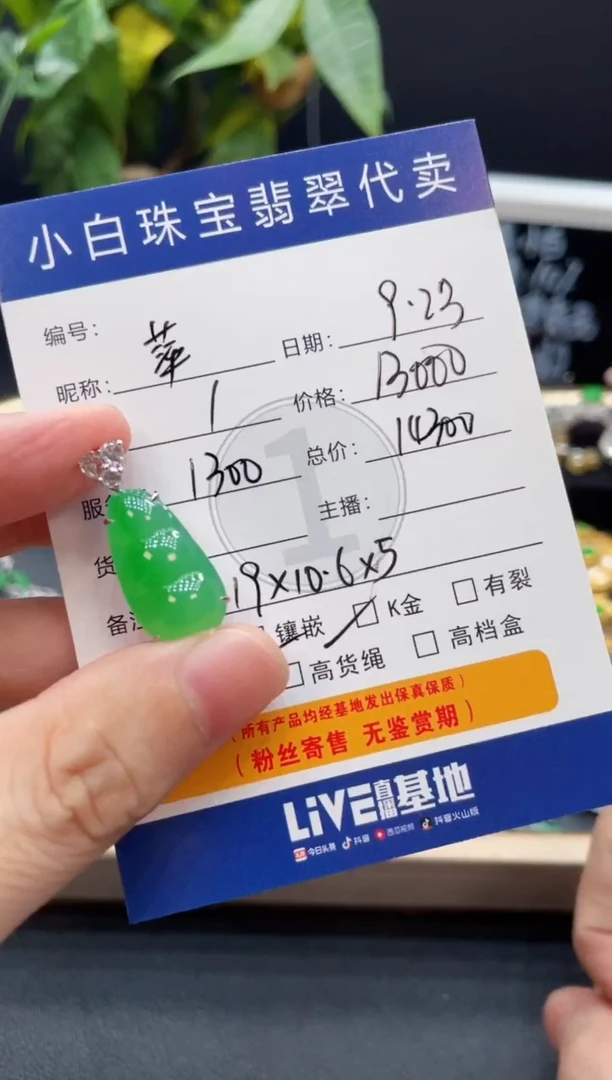 小白珠宝翡翠代卖
编号：
日期： 9.23
昵称： 莘
价格： 13000
1
服 1300
总价： 14300
货
主播：
备注 19×10.6×5
镶嵌 K金 有裂
高货绳 高档盒
（所有产品均经基地发出保真保质）
（粉丝寄售 无鉴赏期）
LiVE直播基地
今日头条 抖音 西瓜视频 抖音火山版
1